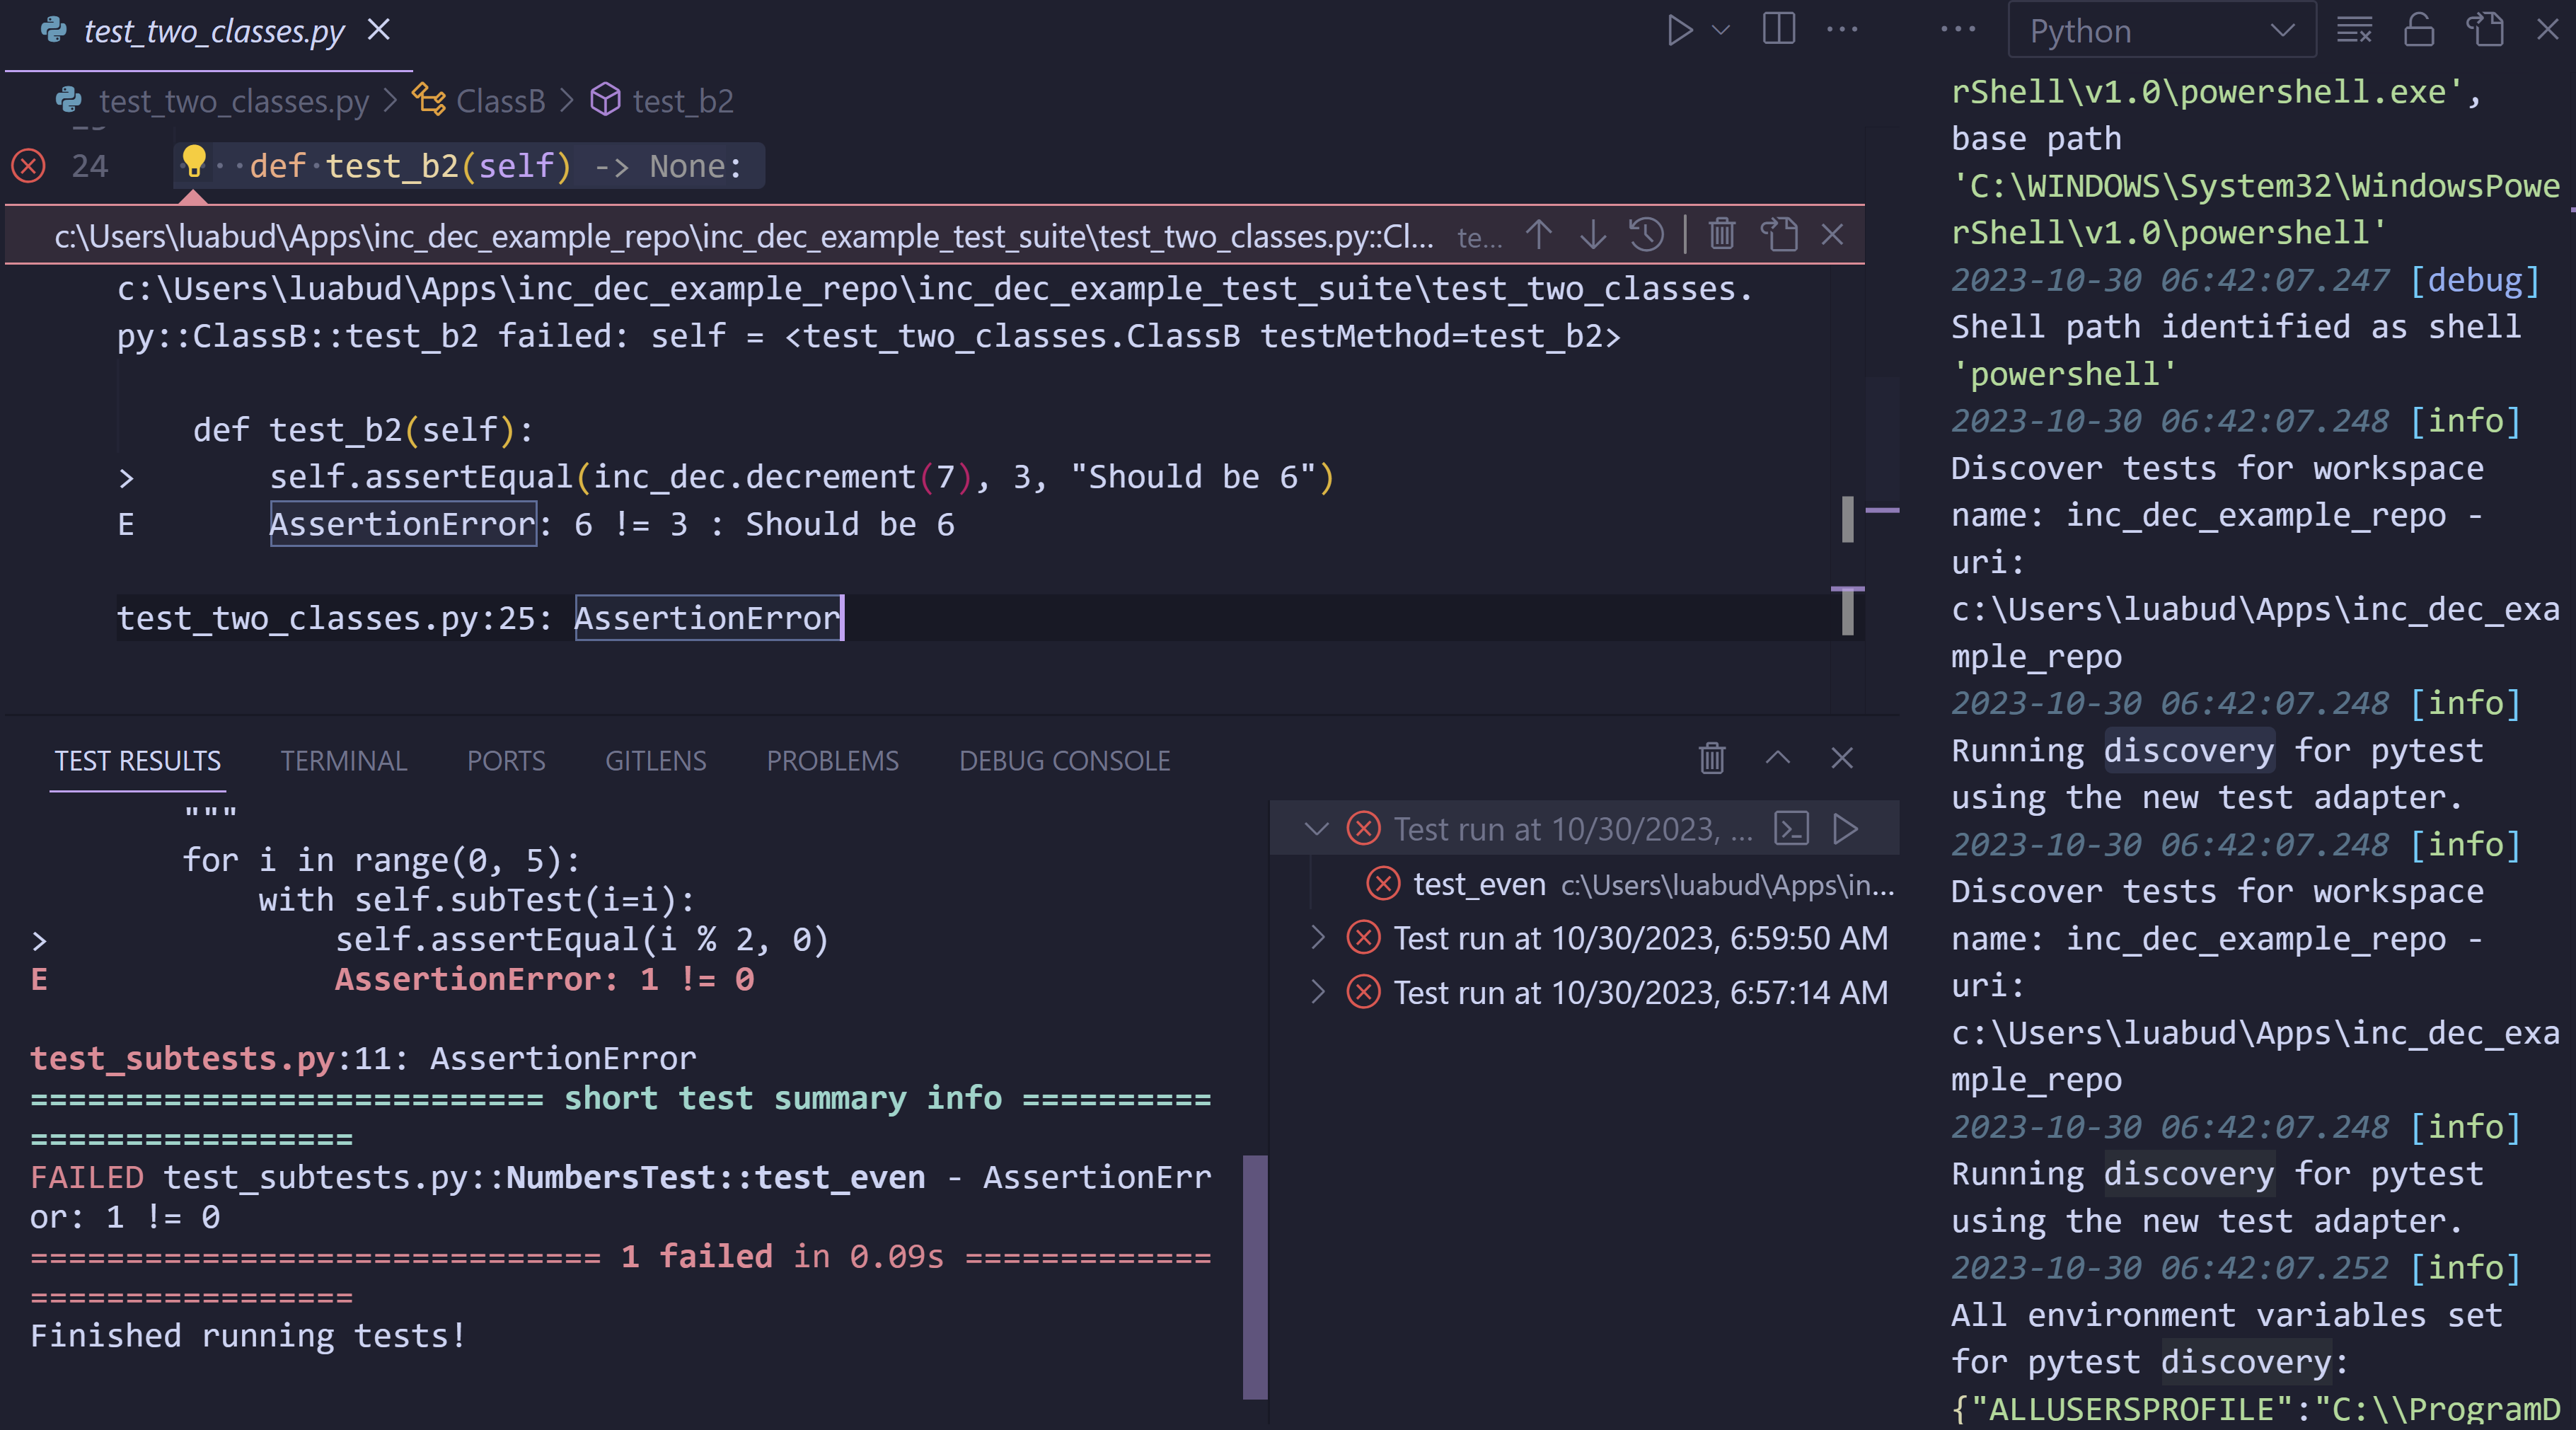 test_two_classes.py
test_two_classes.py > ClassB > test_b2
24 def test_b2(self) -> None:
c:\Users\luabud\Apps\inc_dec_example_repo\inc_dec_example_test_suite\test_two_classes.py::Cl... te...
c:\Users\luabud\Apps\inc_dec_example_repo\inc_dec_example_test_suite\test_two_classes.
py::ClassB::test_b2 failed: self = <test_two_classes.ClassB testMethod=test_b2>
def test_b2(self):
> self.assertEqual(inc_dec.decrement(7), 3, "Should be 6")
E AssertionError: 6 != 3 : Should be 6
test_two_classes.py:25: AssertionError
TEST RESULTS TERMINAL PORTS GITLENS PROBLEMS DEBUG CONSOLE
"""
for i in range(0, 5):
with self.subTest(i=i):
> self.assertEqual(i % 2, 0)
E AssertionError: 1 != 0
test_subtests.py:11: AssertionError
=========================== short test summary info ==========
=================
FAILED test_subtests.py::NumbersTest::test_even - AssertionErr
or: 1 != 0
============================== 1 failed in 0.09s =============
=================
Finished running tests!
Test run at 10/30/2023, ...
test_even c:\Users\luabud\Apps\in...
Test run at 10/30/2023, 6:59:50 AM
Test run at 10/30/2023, 6:57:14 AM
Python
rShell\v1.0\powershell.exe',
base path
'C:\WINDOWS\System32\WindowsPowe
rShell\v1.0\powershell'
2023-10-30 06:42:07.247 [debug]
Shell path identified as shell
'powershell'
2023-10-30 06:42:07.248 [info]
Discover tests for workspace
name: inc_dec_example_repo -
uri:
c:\Users\luabud\Apps\inc_dec_exa
mple_repo
2023-10-30 06:42:07.248 [info]
Running discovery for pytest
using the new test adapter.
2023-10-30 06:42:07.248 [info]
Discover tests for workspace
name: inc_dec_example_repo -
uri:
c:\Users\luabud\Apps\inc_dec_exa
mple_repo
2023-10-30 06:42:07.248 [info]
Running discovery for pytest
using the new test adapter.
2023-10-30 06:42:07.252 [info]
All environment variables set
for pytest discovery:
{"ALLUSERSPROFILE":"C:\\ProgramD